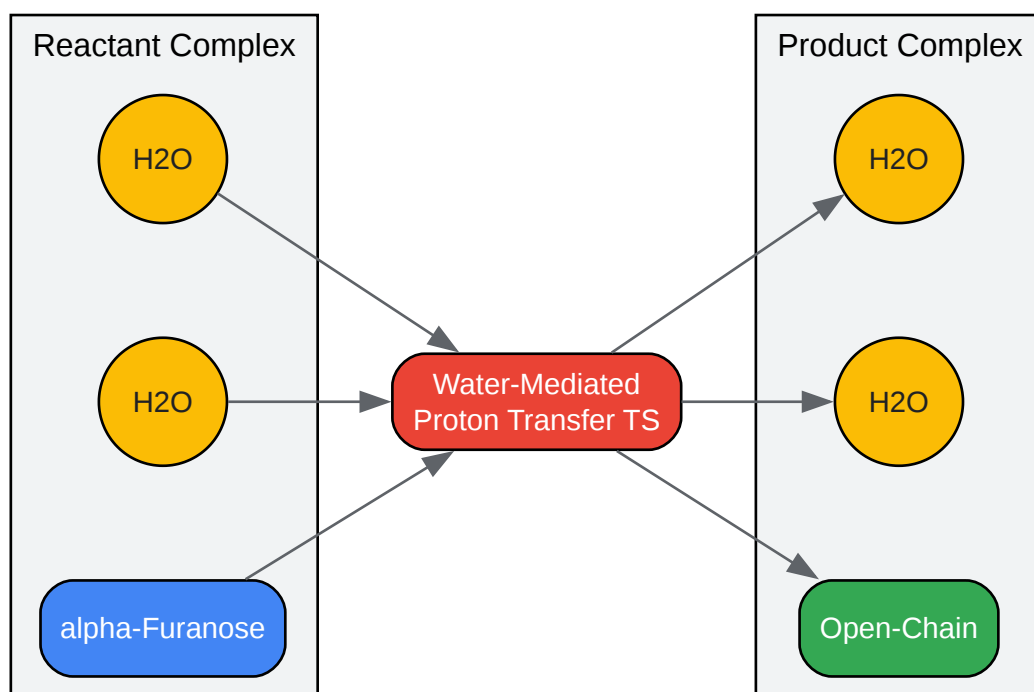 Reactant Complex
H2O
H2O
alpha-Furanose
Water-Mediated
Proton Transfer TS
Product Complex
H2O
H2O
Open-Chain